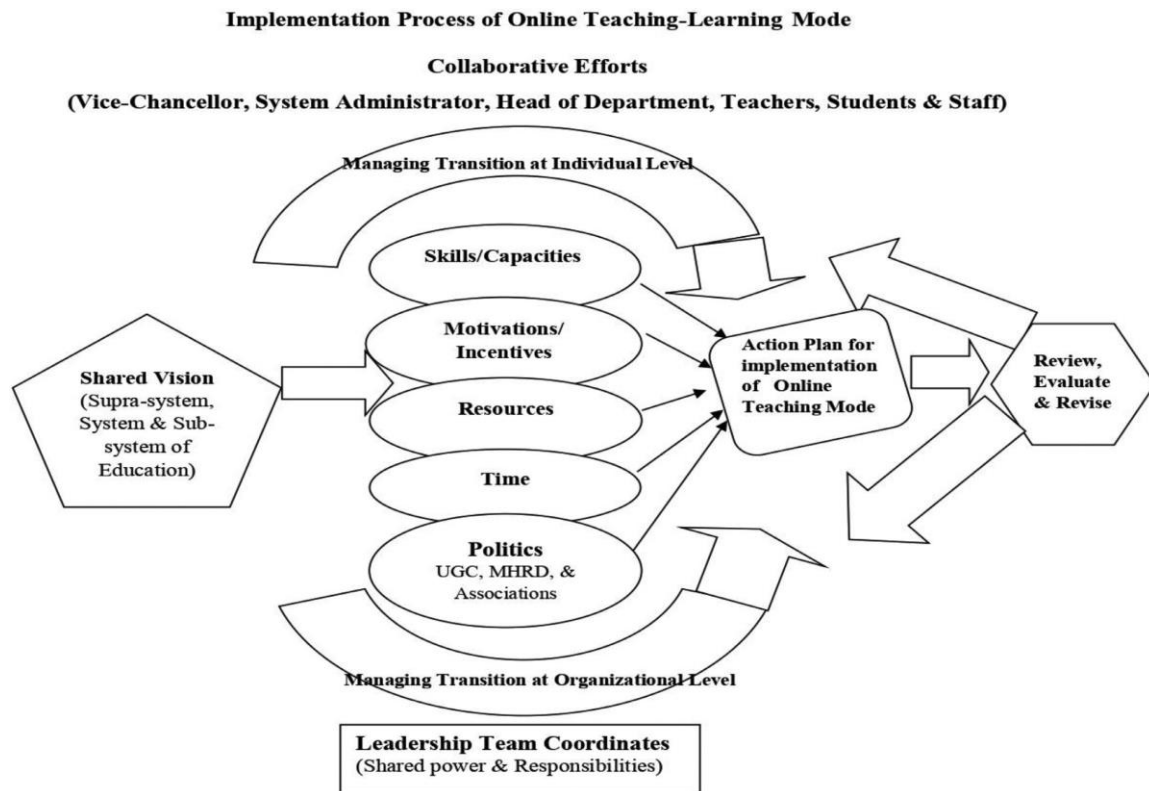 Implementation Process of Online Teaching-Learning Mode
Collaborative Efforts
(Vice-Chancellor, System Administrator, Head of Department, Teachers, Students & Staff)
Managing Transition at Individual Level
Skills/Capacities
Motivations/
Incentives
Resources
Time
Politics
UGC, MHRD, &
Associations
Shared Vision
(Supra-system,
System & Sub-
system of
Education)
Action Plan for
implementation
of Online
Teaching Mode
Review,
Evaluate
& Revise
Managing Transition at Organizational Level
Leadership Team Coordinates
(Shared power & Responsibilities)